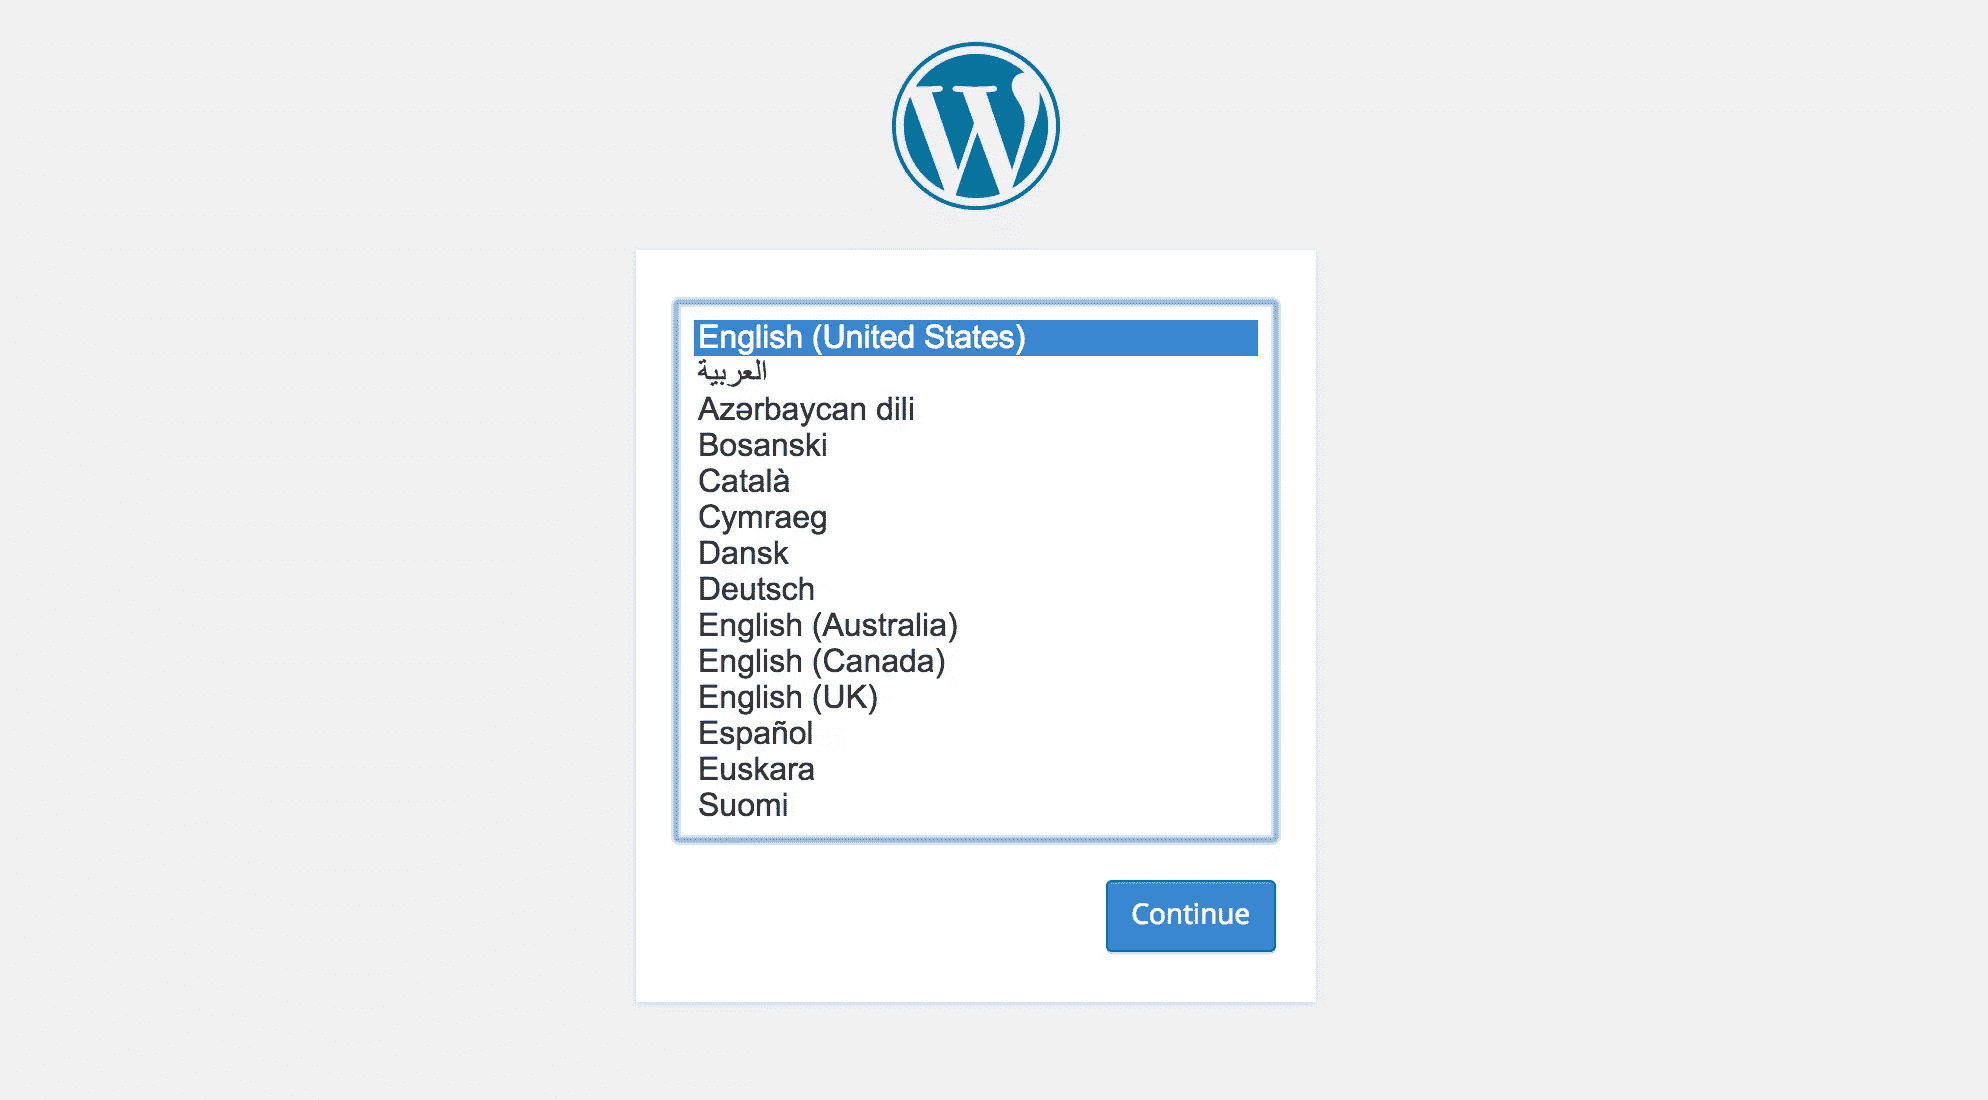 English (United States)
العربية
Azərbaycan dili
Bosanski
Català
Cymraeg
Dansk
Deutsch
English (Australia)
English (Canada)
English (UK)
Español
Euskara
Suomi
Continue